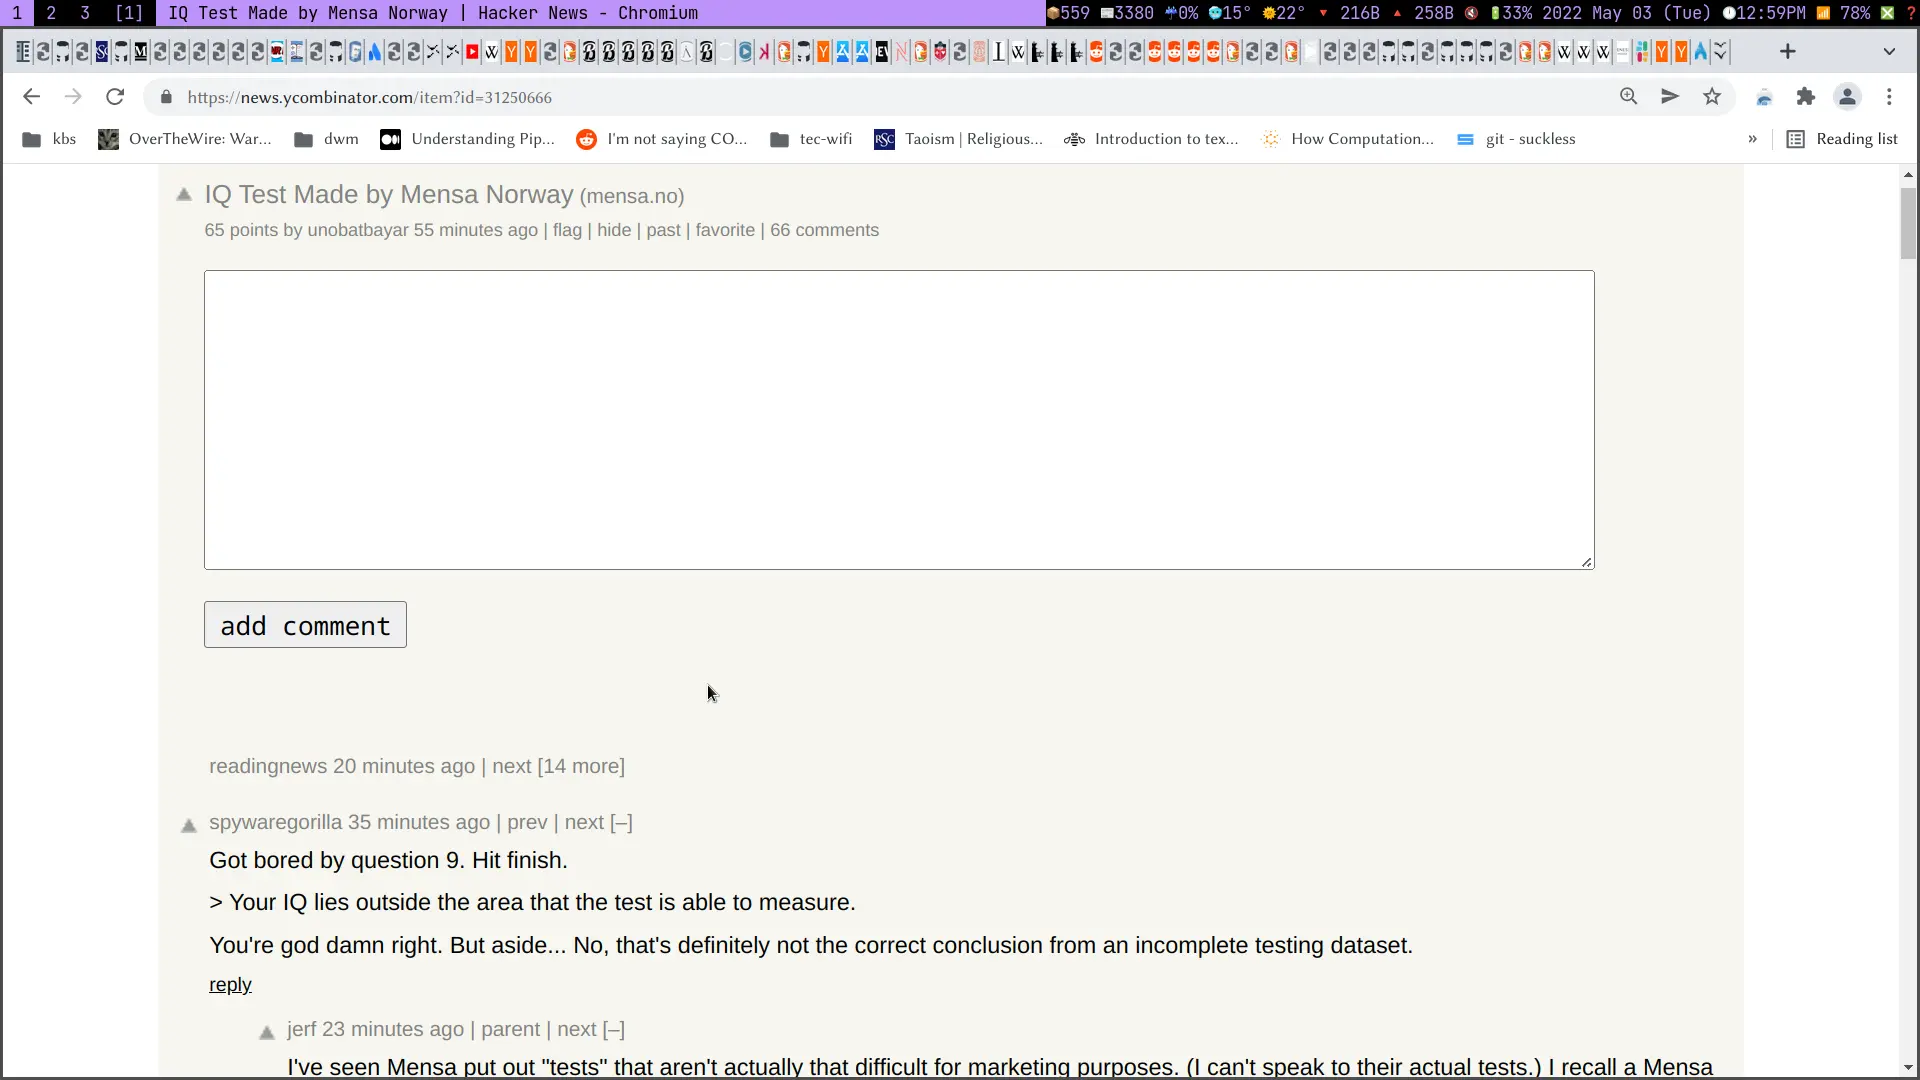 1 2 3 [1] IQ Test Made by Mensa Norway | Hacker News - Chromium 559 3380 0% 15° 22° 216B 258B 33% 2022 May 03 (Tue) 12:59PM 78% ?
https://news.ycombinator.com/item?id=31250666
kbs OverTheWire: War... dwm Understanding Pip... I'm not saying CO... tec-wifi RSC Taoism | Religious... Introduction to tex... How Computation... git - suckless » Reading list
IQ Test Made by Mensa Norway (mensa.no)
65 points by unobatbayar 55 minutes ago | flag | hide | past | favorite | 66 comments
add comment
readingnews 20 minutes ago | next [14 more]
spywaregorilla 35 minutes ago | prev | next [–]
Got bored by question 9. Hit finish.
> Your IQ lies outside the area that the test is able to measure.
You're god damn right. But aside... No, that's definitely not the correct conclusion from an incomplete testing dataset.
reply
jerf 23 minutes ago | parent | next [–]
I've seen Mensa put out "tests" that aren't actually that difficult for marketing purposes. (I can't speak to their actual tests.) I recall a Mensa